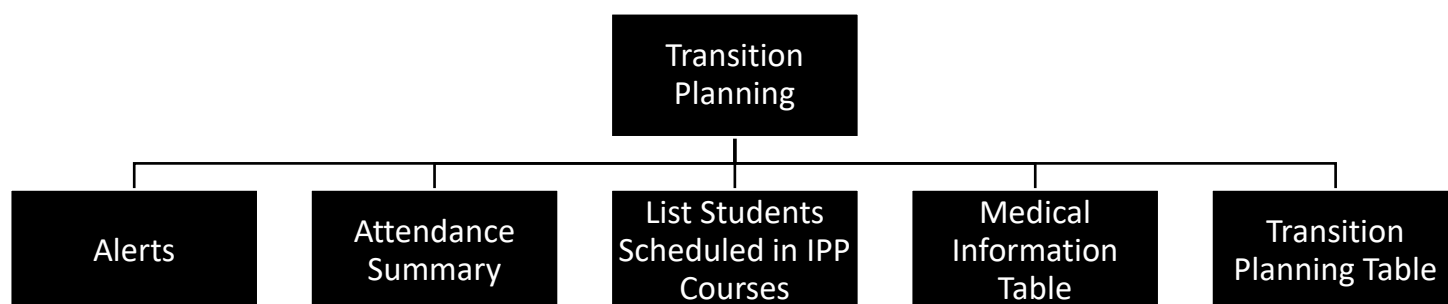 Transition
Planning
Alerts
Attendance
Summary
List Students
Scheduled in IPP
Courses
Medical
Information
Table
Transition
Planning Table